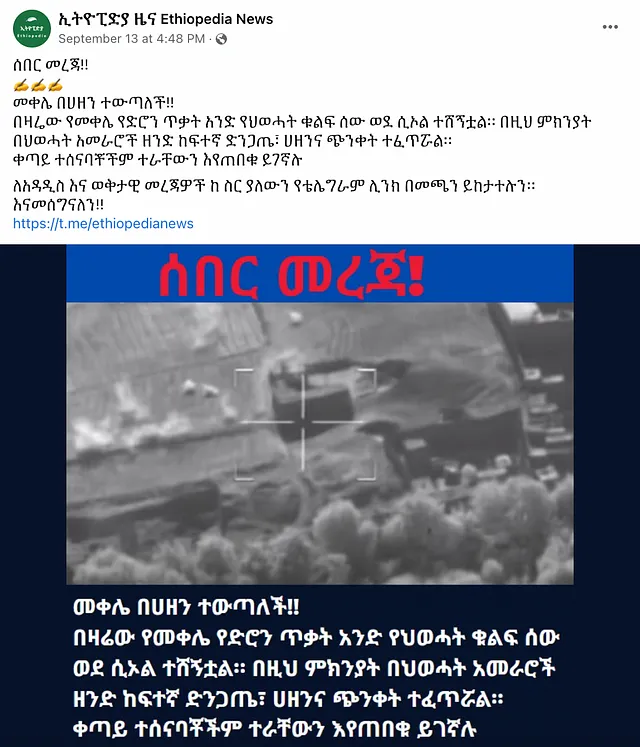 ኢትዮፒድያ ዜና Ethiopedia News
September 13 at 4:48 PM ·
ሰበር መረጃ!!
✍✍✍
መቀሌ በሀዘን ተውጣለች!!
በዛሬው የመቀሌ የድሮን ጥቃት አንድ የህወሓት ቁልፍ ሰው ወደ ሲኦል ተሸኝቷል። በዚህ ምክንያት
በህወሓት አመራሮች ዘንድ ከፍተኛ ድንጋጤ፣ ሀዘንና ጭንቀት ተፈጥሯል።
ቀጣይ ተሰናባቾችም ተራቸውን እየጠበቁ ይገኛሉ
ለአዳዲስ እና ወቅታዊ መረጃዎች ከ ስር ያለውን የቴሌግራም ሊንክ በመጫን ይከታተሉን።
እናመሰግናለን!!
https://t.me/ethiopedianews
ሰበር መረጃ!
መቀሌ በሀዘን ተውጣለች!!
በዛሬው የመቀሌ የድሮን ጥቃት አንድ የህወሓት ቁልፍ ሰው
ወደ ሲኦል ተሸኝቷል። በዚህ ምክንያት በህወሓት አመራሮች
ዘንድ ከፍተኛ ድንጋጤ፣ ሀዘንና ጭንቀት ተፈጥሯል።
ቀጣይ ተሰናባቾችም ተራቸውን እየጠበቁ ይገኛሉ